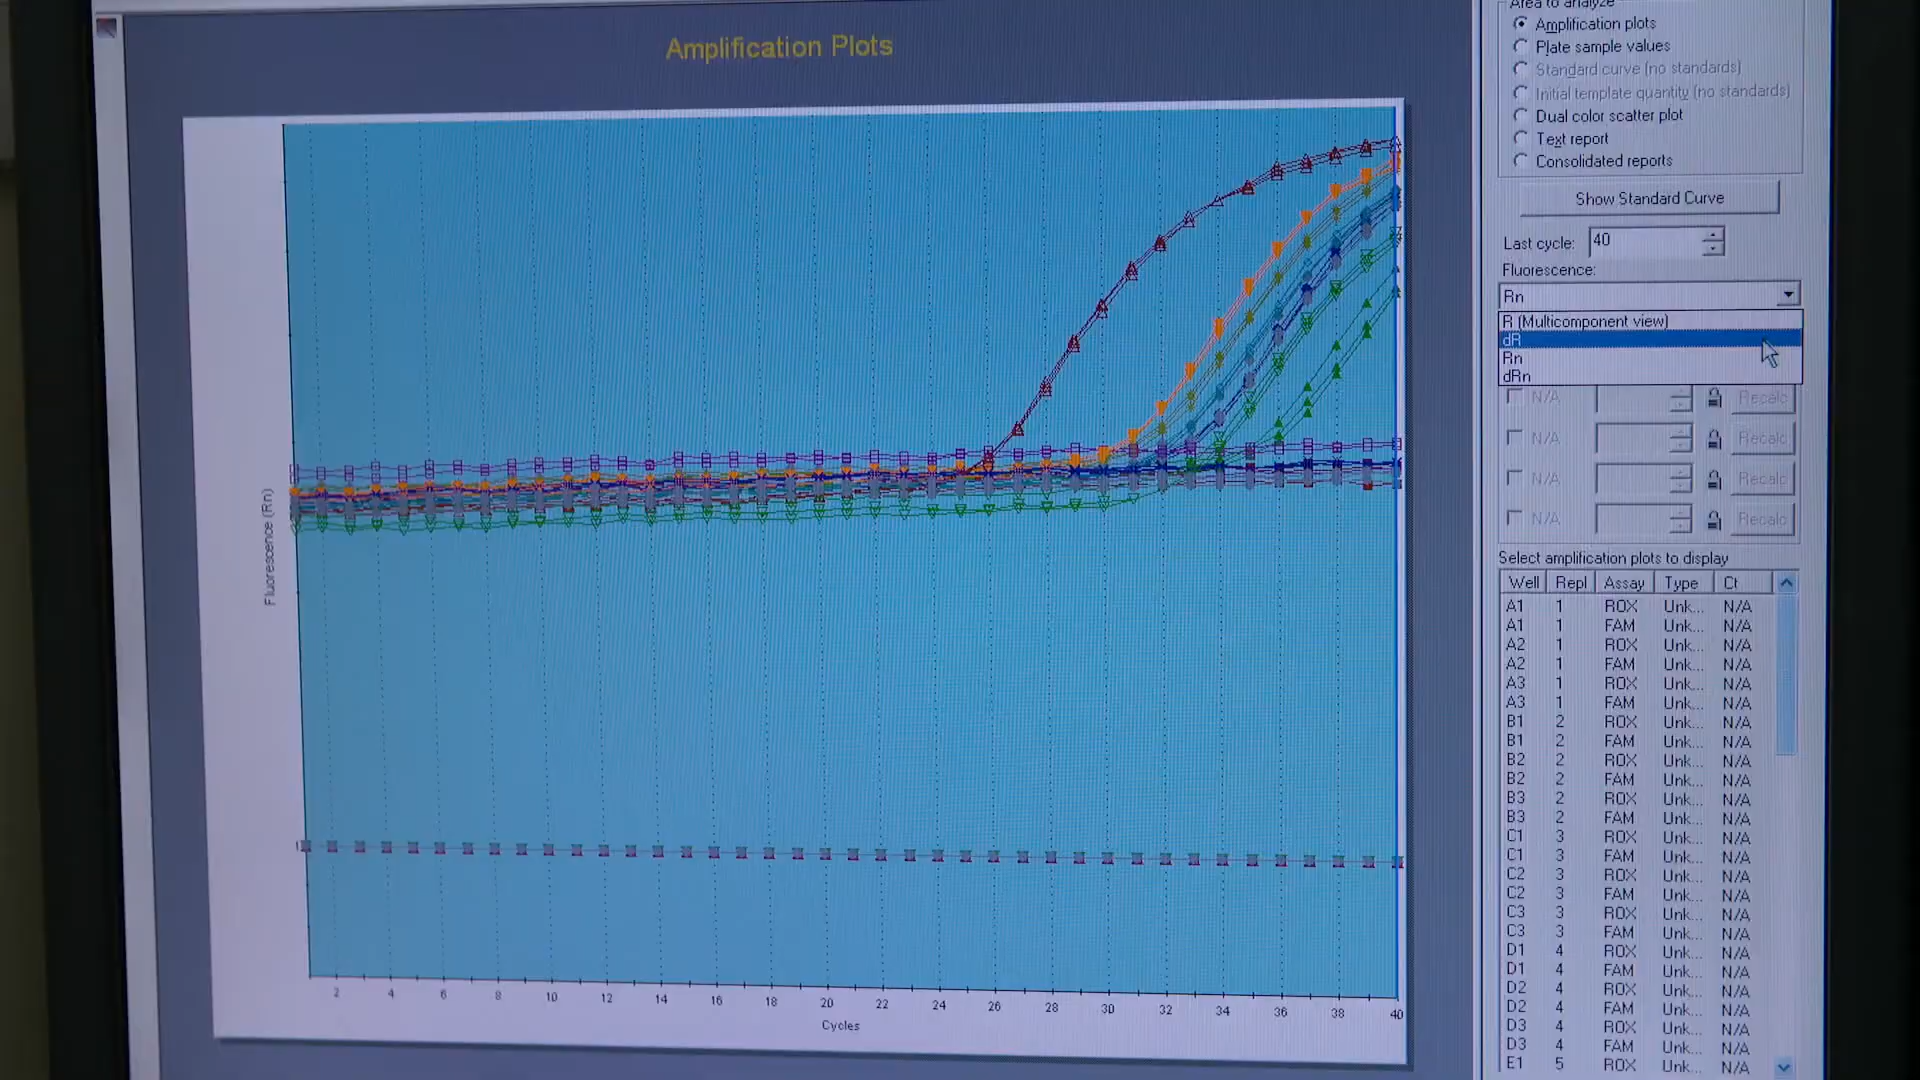 Amplification Plots
Fluorescence (Rn)
1
2 4 6 8 10 12 14 16 18 20 22 24 26 28 30 32 34 36 38 40
Cycles
Area to analyze
Amplification plots
Plate sample values
Standard curve (no standards)
Initial template quantity (no standards)
Dual color scatter plot
Text report
Consolidated reports
Show Standard Curve
Last cycle: 40
Fluorescence:
Rn
R (Multicomponent view)
dR
Rn
dRn
N/A Recalc
N/A Recalc
N/A Recalc
N/A Recalc
Select amplification plots to display
Well Repl Assay Type Ct
A1 1 ROX Unk... N/A
A1 1 FAM Unk... N/A
A2 1 ROX Unk... N/A
A2 1 FAM Unk... N/A
A3 1 ROX Unk... N/A
A3 1 FAM Unk... N/A
B1 2 ROX Unk... N/A
B1 2 FAM Unk... N/A
B2 2 ROX Unk... N/A
B2 2 FAM Unk... N/A
B3 2 ROX Unk... N/A
B3 2 FAM Unk... N/A
C1 3 ROX Unk... N/A
C1 3 FAM Unk... N/A
C2 3 ROX Unk... N/A
C2 3 FAM Unk... N/A
C3 3 ROX Unk... N/A
C3 3 FAM Unk... N/A
D1 4 ROX Unk... N/A
D1 4 FAM Unk... N/A
D2 4 ROX Unk... N/A
D2 4 FAM Unk... N/A
D3 4 ROX Unk... N/A
D3 4 FAM Unk... N/A
E1 5 ROX Unk... N/A